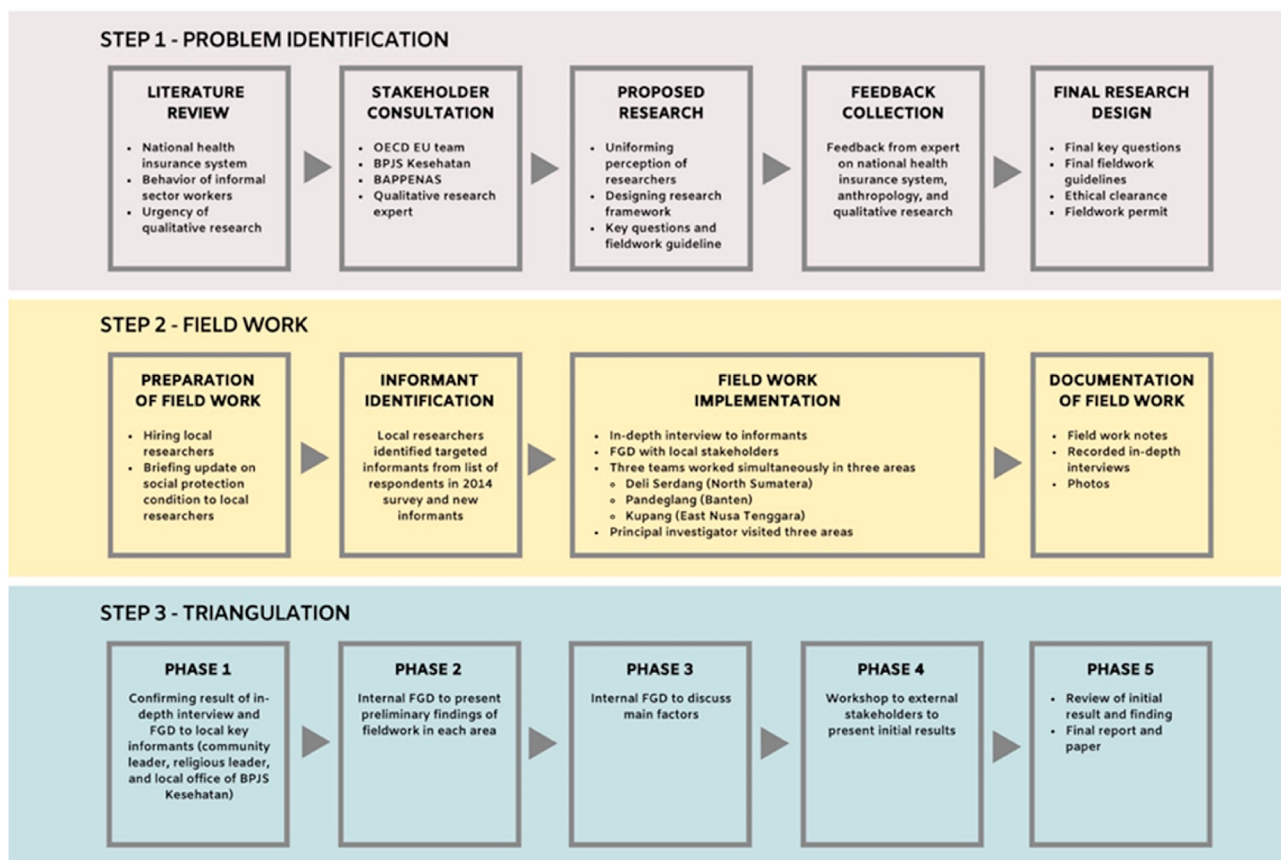 STEP 1 - PROBLEM IDENTIFICATION
LITERATURE
REVIEW
• National health
insurance system
• Behavior of informal
sector workers
• Urgency of
qualitative research
STAKEHOLDER
CONSULTATION
• OECD EU team
• BPJS Kesehatan
• BAPPENAS
• Qualitative research
expert
PROPOSED
RESEARCH
• Uniforming
perception of
researchers
• Designing research
framework
• Key questions and
fieldwork guideline
FEEDBACK
COLLECTION
Feedback from expert
on national health
insurance system,
anthropology, and
qualitative research
FINAL RESEARCH
DESIGN
• Final key questions
• Final fieldwork
guidelines
• Ethical clearance
• Fieldwork permit
STEP 2 - FIELD WORK
PREPARATION
OF FIELD WORK
• Hiring local
researchers
• Briefing update on
social protection
condition to local
researchers
INFORMANT
IDENTIFICATION
Local researchers
identified targeted
informants from list of
respondents in 2014
survey and new
informants
FIELD WORK
IMPLEMENTATION
• In-depth interview to informants
• FGD with local stakeholders
• Three teams worked simultaneously in three areas
◦ Deli Serdang (North Sumatera)
◦ Pandeglang (Banten)
◦ Kupang (East Nusa Tenggara)
• Principal investigator visited three areas
DOCUMENTATION
OF FIELD WORK
• Field work notes
• Recorded in-depth
interviews
• Photos
STEP 3 - TRIANGULATION
PHASE 1
Confirming result of in-
depth interview and
FGD to local key
informants (community
leader, religious leader,
and local office of BPJS
Kesehatan)
PHASE 2
Internal FGD to present
preliminary findings of
fieldwork in each area
PHASE 3
Internal FGD to discuss
main factors
PHASE 4
Workshop to external
stakeholders to
present initial results
PHASE 5
• Review of initial
result and finding
• Final report and
paper